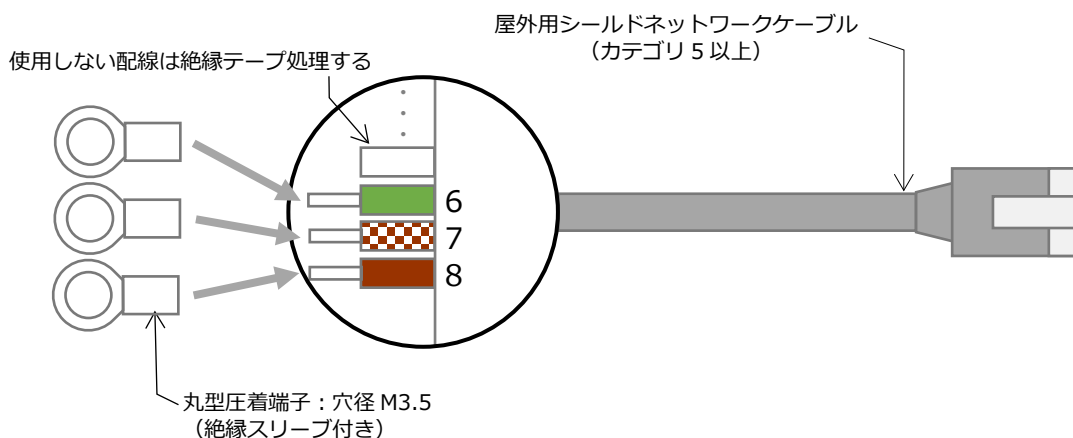 屋外用シールドネットワークケーブル
（カテゴリ 5 以上）
使用しない配線は絶縁テープ処理する
6
7
8
丸型圧着端子：穴径 M3.5
（絶縁スリーブ付き）